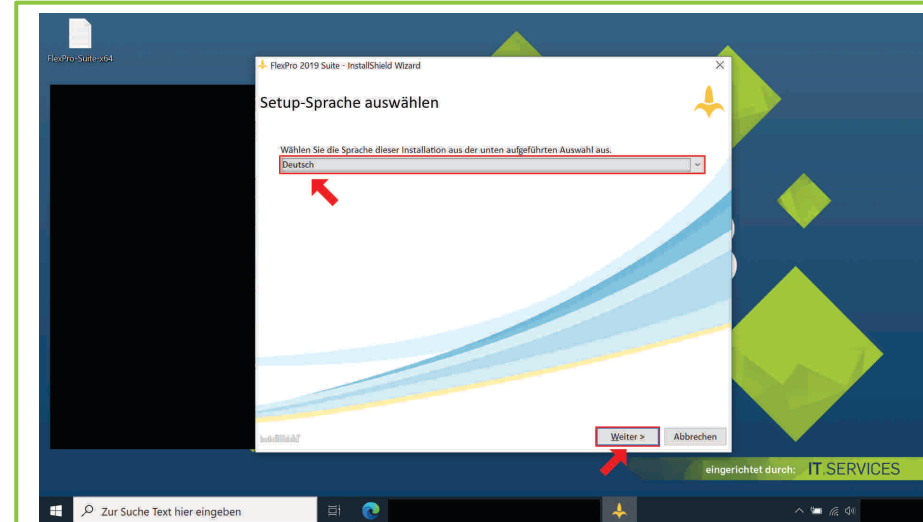 FlexPro-Suite-x64
FlexPro 2019 Suite - InstallShield Wizard
Setup-Sprache auswählen
Wählen Sie die Sprache dieser Installation aus der unten aufgeführten Auswahl aus.
Deutsch
InstallShield
Weiter >
Abbrechen
eingerichtet durch: IT.SERVICES
Zur Suche Text hier eingeben